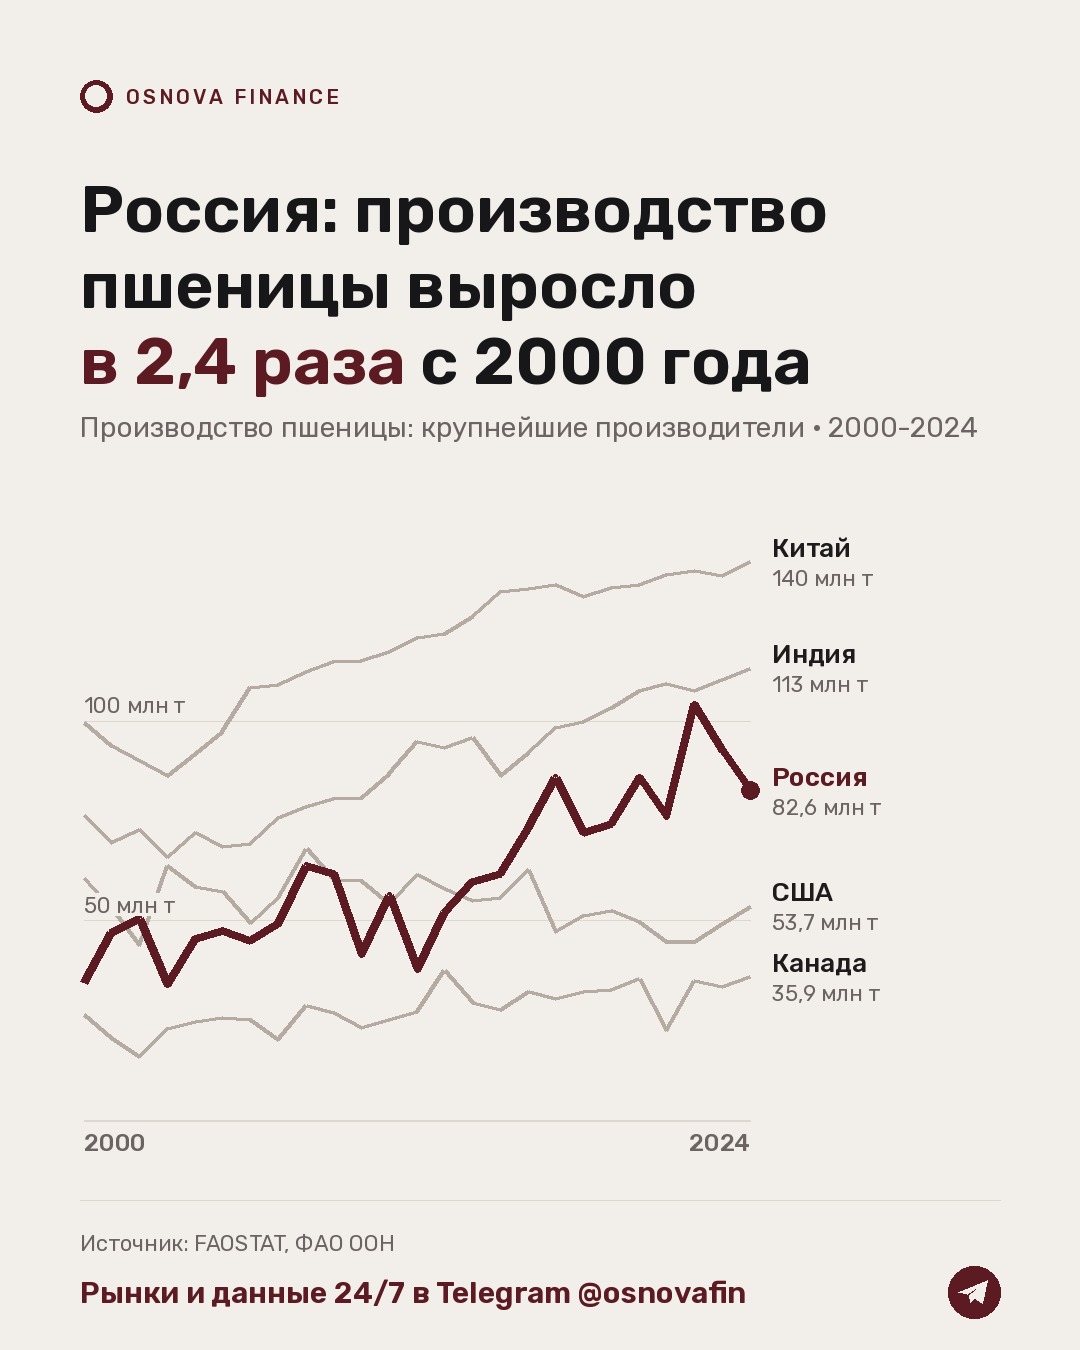 OSNOVA FINANCE
Россия: производство
пшеницы выросло
в 2,4 раза с 2000 года
Производство пшеницы: крупнейшие производители • 2000–2024
Китай
140 млн т
Индия
113 млн т
100 млн т
Россия
82,6 млн т
США
53,7 млн т
50 млн т
Канада
35,9 млн т
2000
2024
Источник: FAOSTAT, ФАО ООН
Рынки и данные 24/7 в Telegram @osnovafin